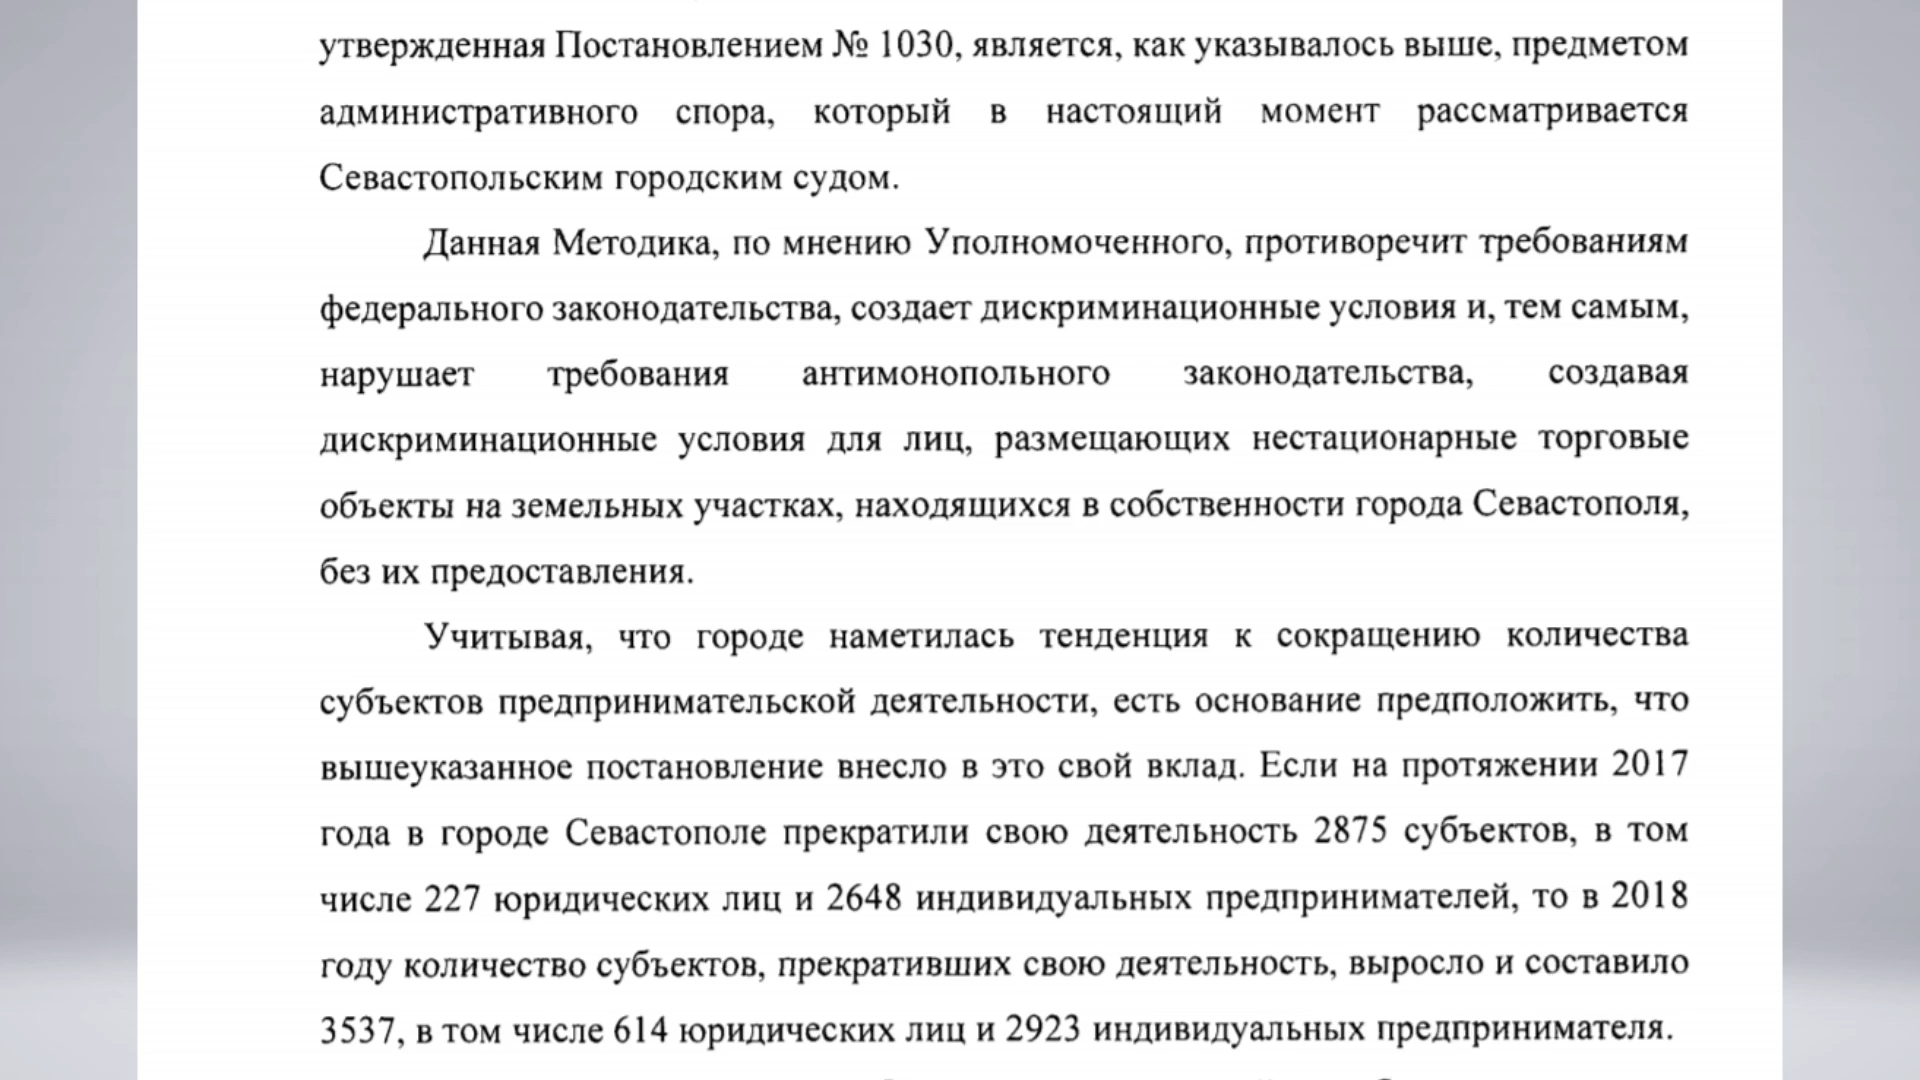 утвержденная Постановлением № 1030, является, как указывалось выше, предметом
административного спора, который в настоящий момент рассматривается
Севастопольским городским судом.
Данная Методика, по мнению Уполномоченного, противоречит требованиям
федерального законодательства, создает дискриминационные условия и, тем самым,
нарушает требования антимонопольного законодательства, создавая
дискриминационные условия для лиц, размещающих нестационарные торговые
объекты на земельных участках, находящихся в собственности города Севастополя,
без их предоставления.
Учитывая, что городе наметилась тенденция к сокращению количества
субъектов предпринимательской деятельности, есть основание предположить, что
вышеуказанное постановление внесло в это свой вклад. Если на протяжении 2017
года в городе Севастополе прекратили свою деятельность 2875 субъектов, в том
числе 227 юридических лиц и 2648 индивидуальных предпринимателей, то в 2018
году количество субъектов, прекративших свою деятельность, выросло и составило
3537, в том числе 614 юридических лиц и 2923 индивидуальных предпринимателя.